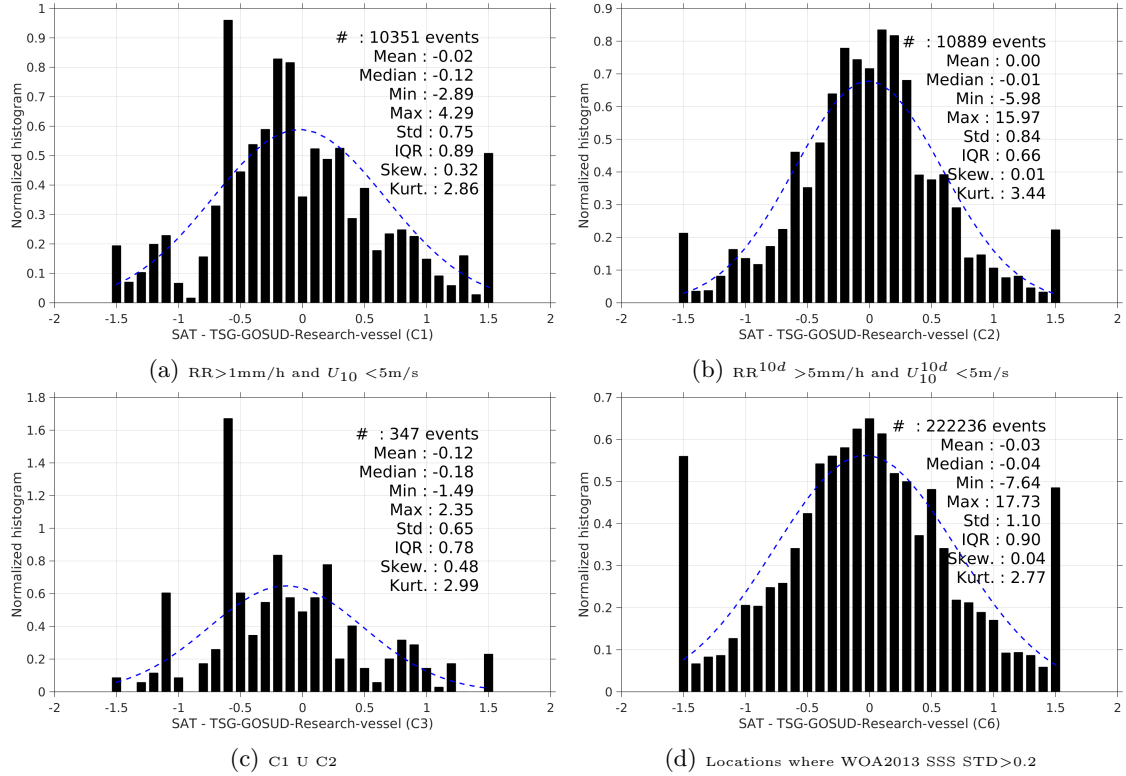 1
0.9
0.8
0.7
0.6
0.5
0.4
0.3
0.2
0.1
0
-2
-1.5
-1
-0.5
0
0.5
1
1.5
2
Normalized histogram
SAT - TSG-GOSUD-Research-vessel (C1)
# : 10351 events
Mean : -0.02
Median : -0.12
Min : -2.89
Max : 4.29
Std : 0.75
IQR : 0.89
Skew. : 0.32
Kurt. : 2.86
(a) RR>1mm/h and U10 <5m/s
0.9
0.8
0.7
0.6
0.5
0.4
0.3
0.2
0.1
0
-2
-1.5
-1
-0.5
0
0.5
1
1.5
2
Normalized histogram
SAT - TSG-GOSUD-Research-vessel (C2)
# : 10889 events
Mean : 0.00
Median : -0.01
Min : -5.98
Max : 15.97
Std : 0.84
IQR : 0.66
Skew. : 0.01
Kurt. : 3.44
(b) RR^10d >5mm/h and U10^10d <5m/s
1.8
1.6
1.4
1.2
1
0.8
0.6
0.4
0.2
0
-2
-1.5
-1
-0.5
0
0.5
1
1.5
2
Normalized histogram
SAT - TSG-GOSUD-Research-vessel (C3)
# : 347 events
Mean : -0.12
Median : -0.18
Min : -1.49
Max : 2.35
Std : 0.65
IQR : 0.78
Skew. : 0.48
Kurt. : 2.99
(c) C1 U C2
0.7
0.6
0.5
0.4
0.3
0.2
0.1
0
-2
-1.5
-1
-0.5
0
0.5
1
1.5
2
Normalized histogram
SAT - TSG-GOSUD-Research-vessel (C6)
# : 222236 events
Mean : -0.03
Median : -0.04
Min : -7.64
Max : 17.73
Std : 1.10
IQR : 0.90
Skew. : 0.04
Kurt. : 2.77
(d) Locations where WOA2013 SSS STD>0.2